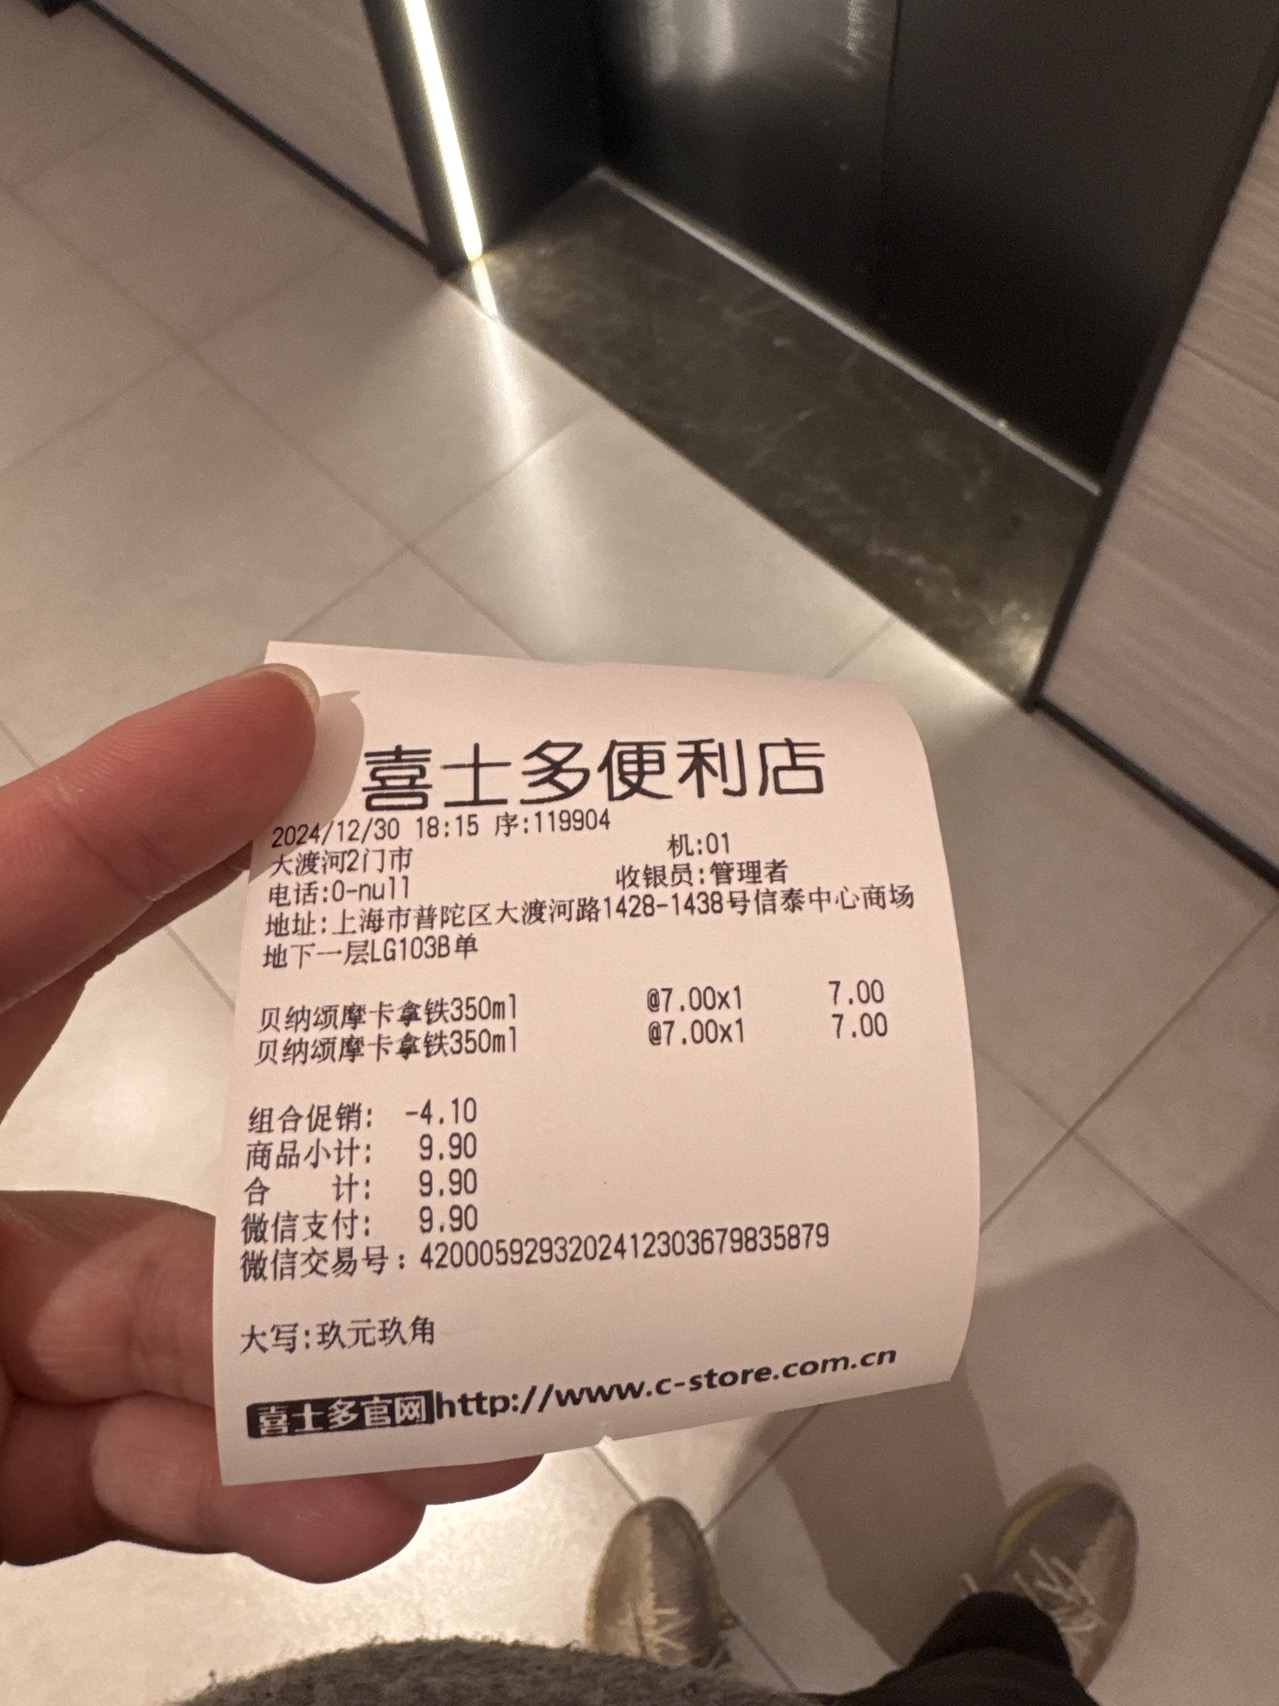 喜士多便利店
2024/12/30 18:15 序:119904
大渡河2门市 机:01
电话:0-null 收银员:管理者
地址:上海市普陀区大渡河路1428-1438号信泰中心商场
地下一层LG103B单
贝纳颂摩卡拿铁350ml @7.00x1 7.00
贝纳颂摩卡拿铁350ml @7.00x1 7.00
组合促销: -4.10
商品小计: 9.90
合 计: 9.90
微信支付: 9.90
微信交易号:4200059293202412303679835879
大写:玖元玖角
喜士多官网http://www.c-store.com.cn